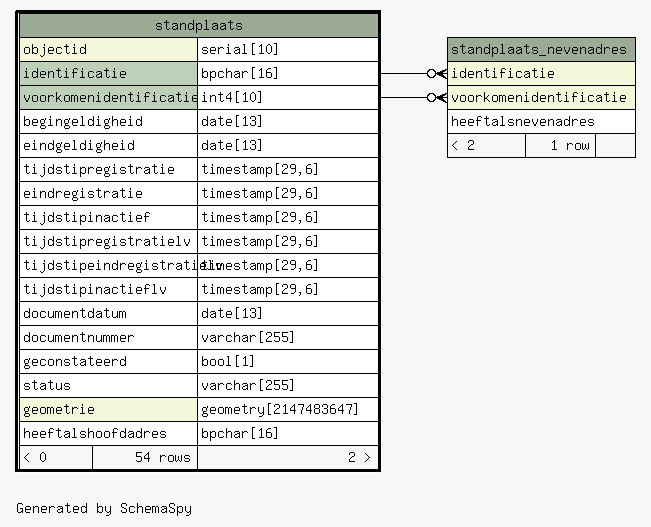 standplaats
objectid serial[10]
identificatie bpchar[16]
voorkomenidentificatie int4[10]
begingeldigheid date[13]
eindgeldigheid date[13]
tijdstipregistratie timestamp[29,6]
eindregistratie timestamp[29,6]
tijdstipinactief timestamp[29,6]
tijdstipregistratielv timestamp[29,6]
tijdstipeindregistratielv timestamp[29,6]
tijdstipinactieflv timestamp[29,6]
documentdatum date[13]
documentnummer varchar[255]
geconstateerd bool[1]
status varchar[255]
geometrie geometry[2147483647]
heeftalshoofdadres bpchar[16]
< 0 54 rows 2 >
standplaats_nevenadres
identificatie
voorkomenidentificatie
heeftalsnevenadres
< 2 1 row
Generated by SchemaSpy